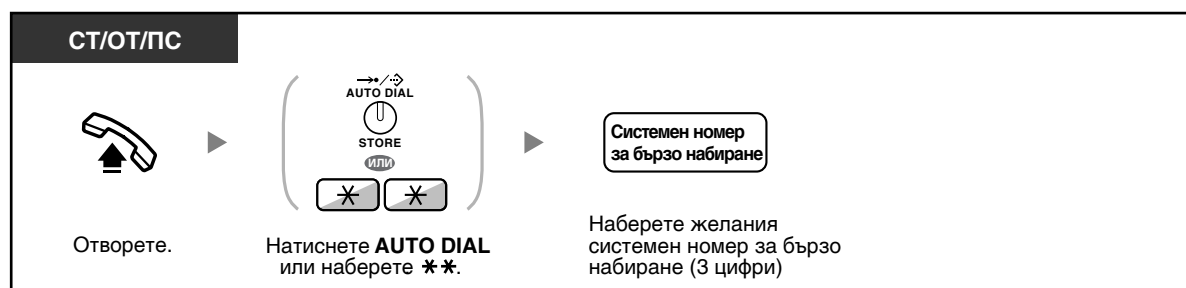 СТ/ОТ/ПС
AUTO DIAL
STORE
ИЛИ
Системен номер
за бързо набиране
Отворете.
Натиснете AUTO DIAL
или наберете ✱✱.
Наберете желания
системен номер за бързо
набиране (3 цифри)